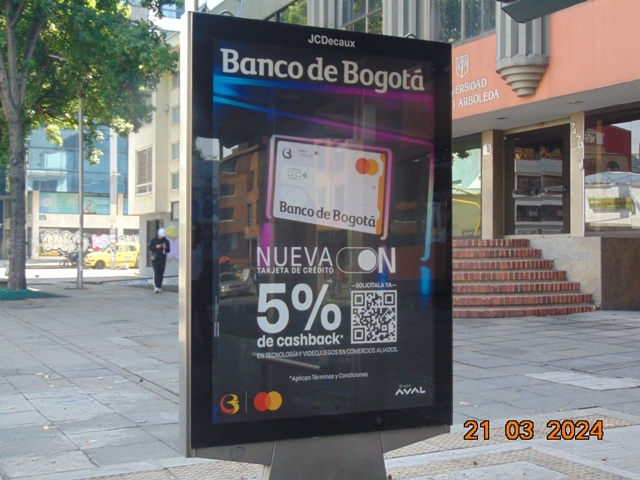 JCDecaux
Banco de Bogotá
Banco de Bogotá
NUEVA ON
TARJETA DE CRÉDITO
SOLICÍTALA YA
5%
de cashback*
EN TECNOLOGÍA Y VIDEOJUEGOS EN COMERCIOS ALIADOS.
*Aplican Términos y Condiciones
Grupo
AVAL
ARBOLEDA
21 03 2024